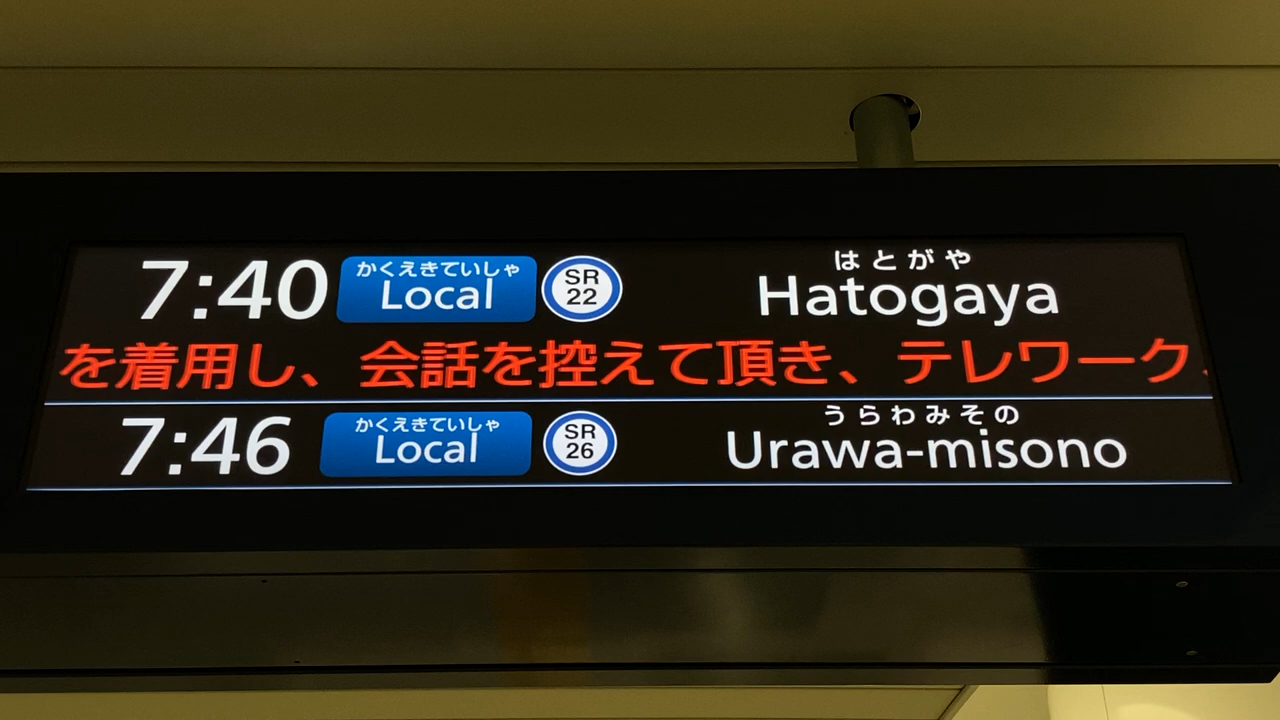 7:40 かくえきていしゃ Local SR 22 はとがや Hatogaya
を着用し、会話を控えて頂き、テレワーク
7:46 かくえきていしゃ Local SR 26 うらわみその Urawa-misono